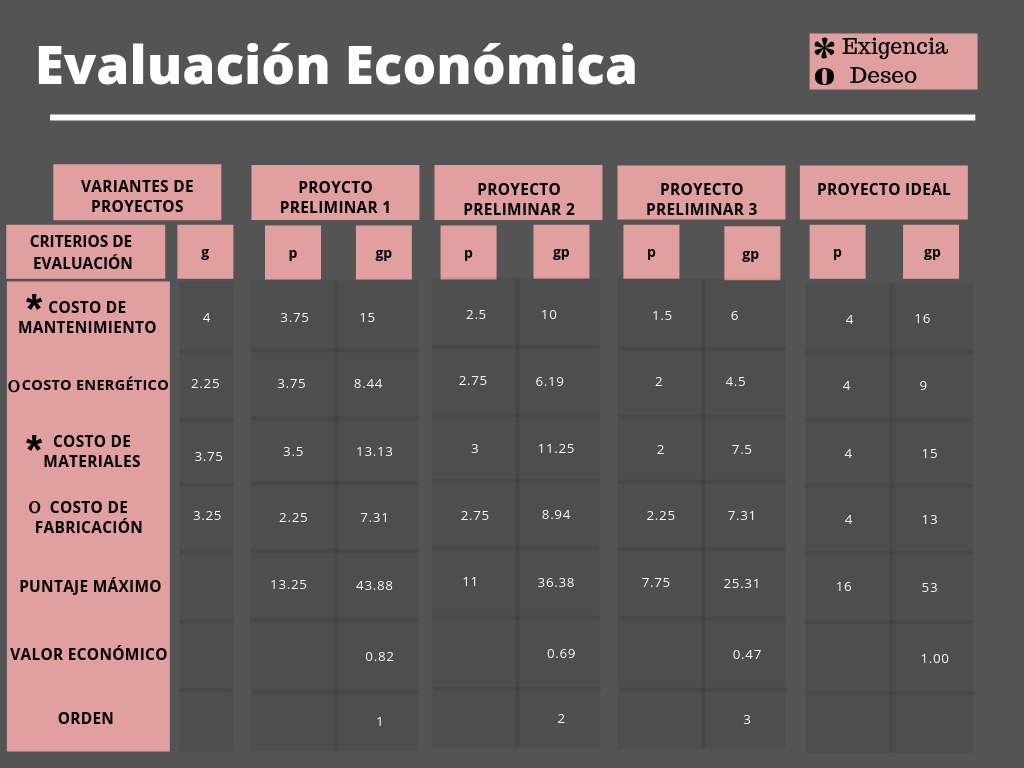 Evaluación Económica
* Exigencia
o Deseo
VARIANTES DE
PROYECTOS
PROYCTO
PRELIMINAR 1
PROYECTO
PRELIMINAR 2
PROYECTO
PRELIMINAR 3
PROYECTO IDEAL
CRITERIOS DE
EVALUACIÓN
g p gp p gp p gp p gp
* COSTO DE
MANTENIMIENTO
4 3.75 15 2.5 10 1.5 6 4 16
O COSTO ENERGÉTICO 2.25 3.75 8.44 2.75 6.19 2 4.5 4 9
* COSTO DE
MATERIALES
3.75 3.5 13.13 3 11.25 2 7.5 4 15
O COSTO DE
FABRICACIÓN
3.25 2.25 7.31 2.75 8.94 2.25 7.31 4 13
PUNTAJE MÁXIMO 13.25 43.88 11 36.38 7.75 25.31 16 53
VALOR ECONÓMICO 0.82 0.69 0.47 1.00
ORDEN 1 2 3